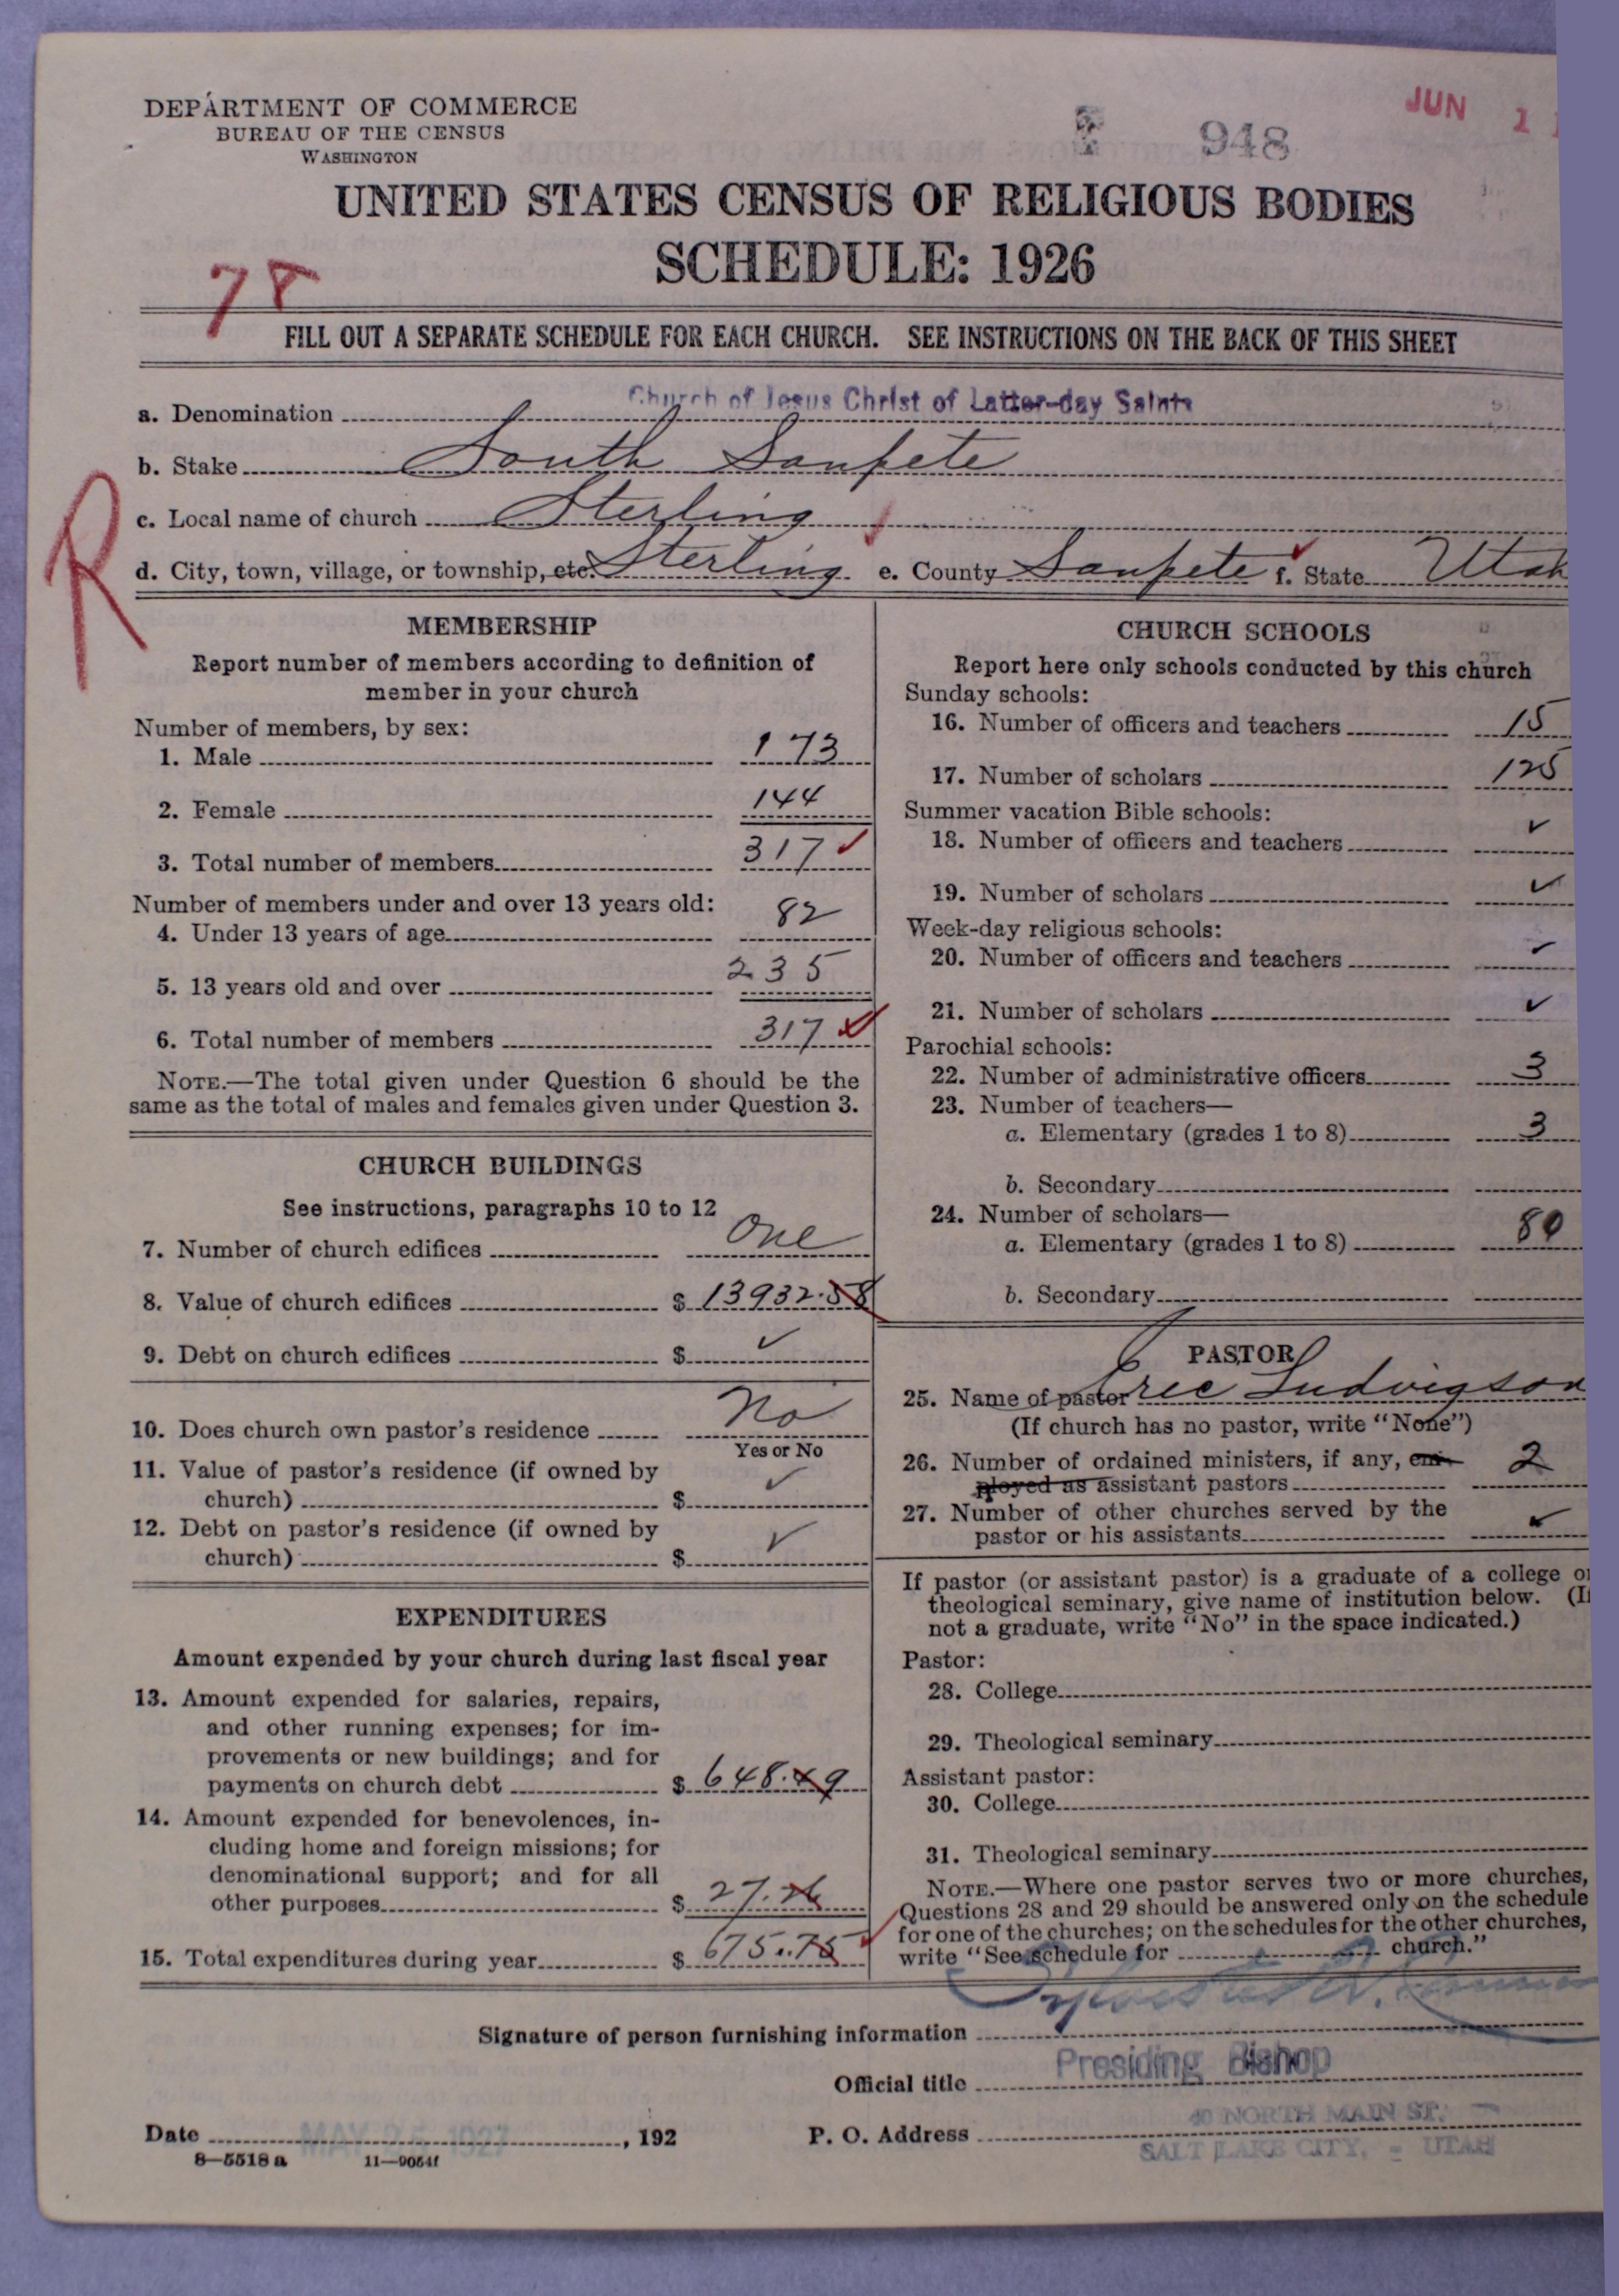 DEPARTMENT OF COMMERCE
BUREAU OF THE CENSUS
WASHINGTON
948
JUN 1
UNITED STATES CENSUS OF RELIGIOUS BODIES
SCHEDULE: 1926
78
FILL OUT A SEPARATE SCHEDULE FOR EACH CHURCH. SEE INSTRUCTIONS ON THE BACK OF THIS SHEET
a. Denomination Church of Jesus Christ of Latter-day Saints
b. Stake South Sanpete
R
c. Local name of church Sterling
d. City, town, village, or township, etc. Sterling e. County Sanpete f. State Utah
MEMBERSHIP
Report number of members according to definition of
member in your church
Number of members, by sex:
1. Male 173
2. Female 144
3. Total number of members 317 ✓
Number of members under and over 13 years old:
4. Under 13 years of age 82
5. 13 years old and over 235
6. Total number of members 317 ✓
NOTE.—The total given under Question 6 should be the
same as the total of males and females given under Question 3.
CHURCH BUILDINGS
See instructions, paragraphs 10 to 12
7. Number of church edifices One
8. Value of church edifices $ 13932.58
9. Debt on church edifices $ ✓
10. Does church own pastor's residence No
Yes or No
11. Value of pastor's residence (if owned by
church) $ ✓
12. Debt on pastor's residence (if owned by
church) $ ✓
EXPENDITURES
Amount expended by your church during last fiscal year
13. Amount expended for salaries, repairs,
and other running expenses; for im-
provements or new buildings; and for
payments on church debt $ 648.49
14. Amount expended for benevolences, in-
cluding home and foreign missions; for
denominational support; and for all
other purposes $ 27.26
15. Total expenditures during year $ 675.75 ✓
CHURCH SCHOOLS
Report here only schools conducted by this church
Sunday schools:
16. Number of officers and teachers 15
17. Number of scholars 125
Summer vacation Bible schools:
18. Number of officers and teachers ✓
19. Number of scholars ✓
Week-day religious schools:
20. Number of officers and teachers ✓
21. Number of scholars ✓
Parochial schools:
22. Number of administrative officers 3
23. Number of teachers—
a. Elementary (grades 1 to 8) 3
b. Secondary
24. Number of scholars—
a. Elementary (grades 1 to 8) 80
b. Secondary
PASTOR
25. Name of pastor Eric Ludvigson
(If church has no pastor, write "None")
26. Number of ordained ministers, if any, em-
ployed as assistant pastors 2
27. Number of other churches served by the
pastor or his assistants ✓
If pastor (or assistant pastor) is a graduate of a college or
theological seminary, give name of institution below. (If
not a graduate, write "No" in the space indicated.)
Pastor:
28. College
29. Theological seminary
Assistant pastor:
30. College
31. Theological seminary
NOTE.—Where one pastor serves two or more churches,
Questions 28 and 29 should be answered only on the schedule
for one of the churches; on the schedules for the other churches,
write "See schedule for church."
Signature of person furnishing information Sylvester Q. Cannon
Official title Presiding Bishop
Date MAY 25 1927, 192 P. O. Address 40 NORTH MAIN ST.
SALT LAKE CITY, - UTAH
8—5518 a 11—9054f